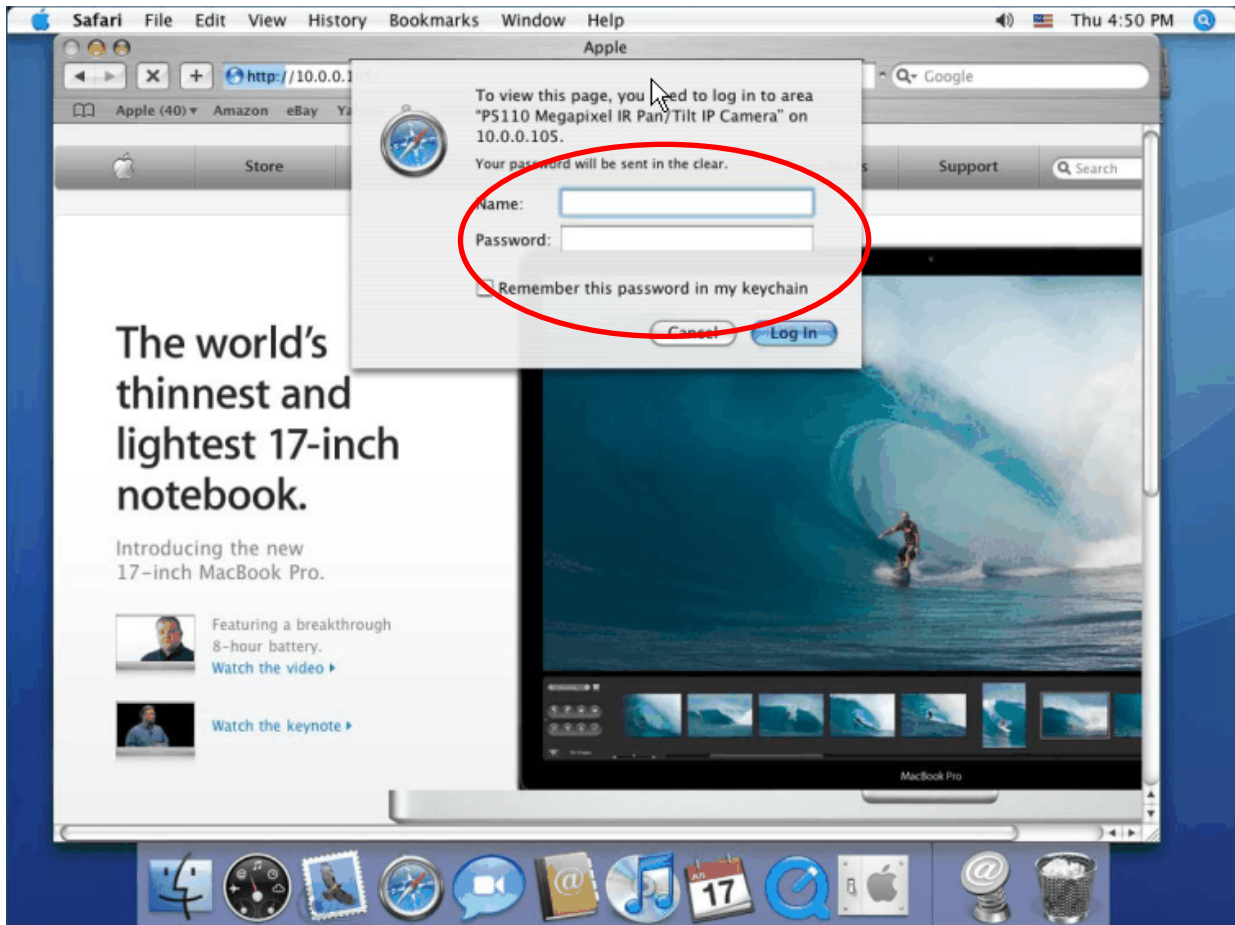 Safari File Edit View History Bookmarks Window Help Thu 4:50 PM
Apple
http://10.0.0.1 Google
Apple (40) Amazon eBay
To view this page, you need to log in to area
"P5110 Megapixel IR Pan/Tilt IP Camera" on
10.0.0.105.
Your password will be sent in the clear.
Store Support Search
Name:
Password:
Remember this password in my keychain
Cancel Log In
The world's
thinnest and
lightest 17-inch
notebook.
Introducing the new
17-inch MacBook Pro.
Featuring a breakthrough
8-hour battery.
Watch the video
Watch the keynote
MacBook Pro
JUL
17